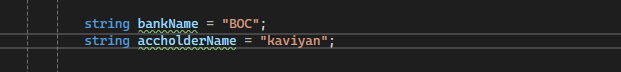 string bankName = "BOC";
string accholderName = "kaviyan";